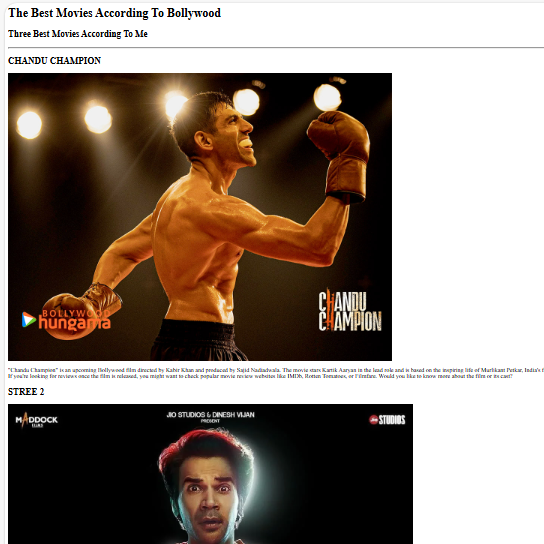 The Best Movies According To Bollywood
Three Best Movies According To Me
CHANDU CHAMPION
BOLLYWOOD
hungama
CHANDU
CHAMPION
"Chandu Champion" is an upcoming Bollywood film directed by Kabir Khan and produced by Sajid Nadiadwala. The movie stars Kartik Aaryan in the lead role and is based on the inspiring life of Murlikant Petkar, India's f
If you're looking for reviews once the film is released, you might want to check popular movie review websites like IMDb, Rotten Tomatoes, or Filmfare. Would you like to know more about the film or its cast?
STREE 2
MADDOCK
FILMS
JIO STUDIOS & DINESH VIJAN
PRESENT
Jio STUDIOS